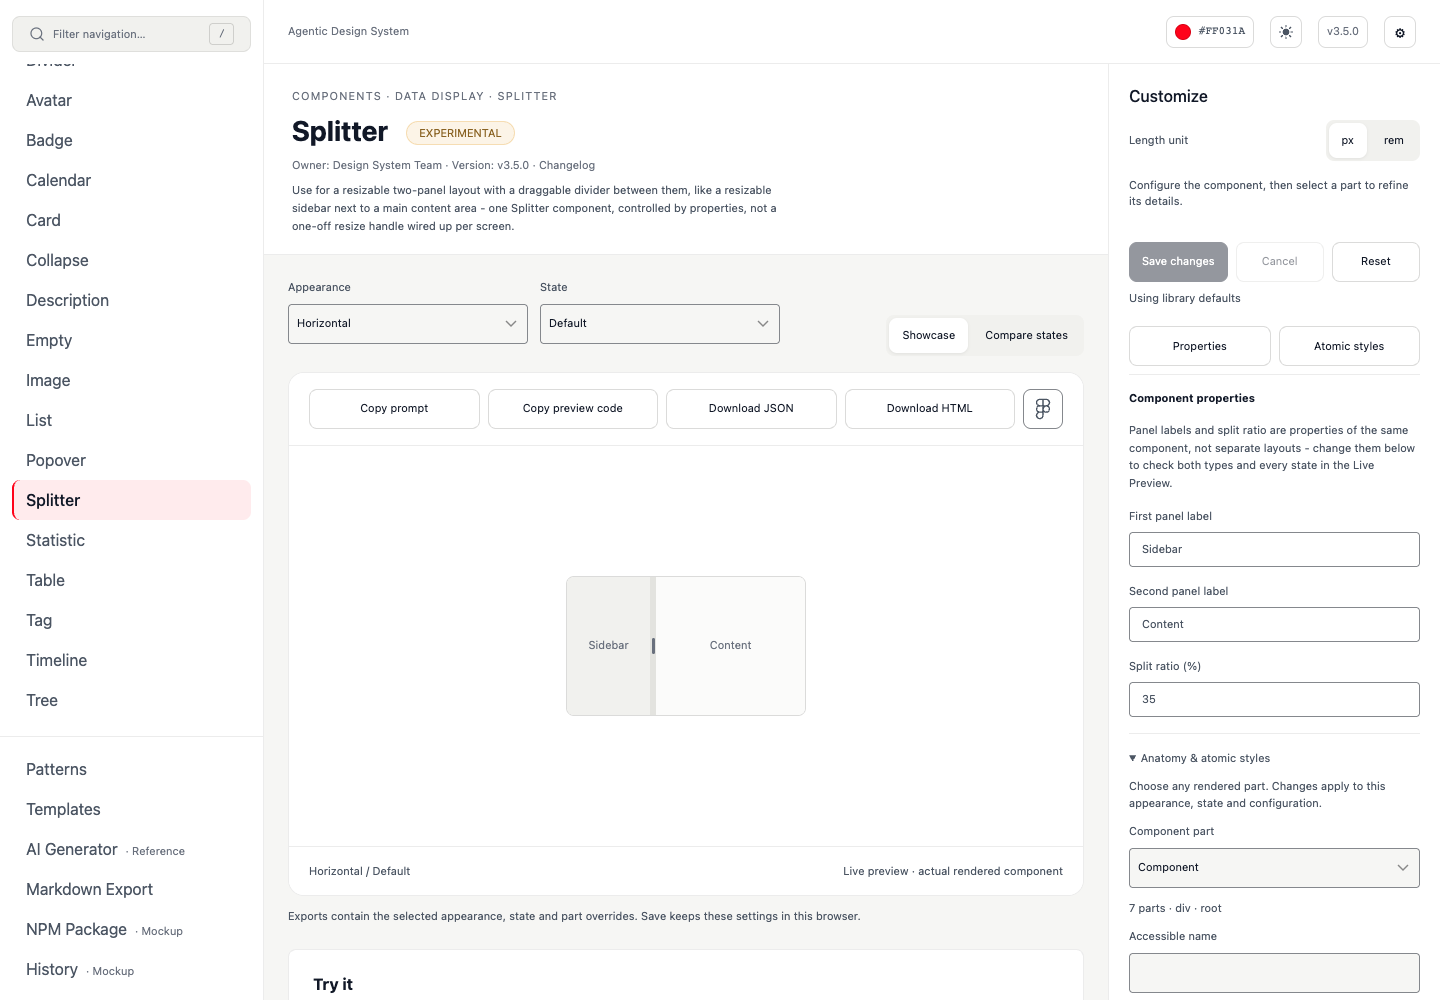 Filter navigation...
/
Divider
Avatar
Badge
Calendar
Card
Collapse
Description
Empty
Image
List
Popover
Splitter
Statistic
Table
Tag
Timeline
Tree
Patterns
Templates
AI Generator · Reference
Markdown Export
NPM Package · Mockup
History · Mockup
Agentic Design System
#FF031A
v3.5.0
COMPONENTS · DATA DISPLAY · SPLITTER
Splitter
EXPERIMENTAL
Owner: Design System Team · Version: v3.5.0 · Changelog
Use for a resizable two-panel layout with a draggable divider between them, like a resizable
sidebar next to a main content area - one Splitter component, controlled by properties, not a
one-off resize handle wired up per screen.
Appearance
Horizontal
State
Default
Showcase
Compare states
Copy prompt
Copy preview code
Download JSON
Download HTML
Sidebar
Content
Horizontal / Default
Live preview · actual rendered component
Exports contain the selected appearance, state and part overrides. Save keeps these settings in this browser.
Try it
Customize
Length unit
px
rem
Configure the component, then select a part to refine
its details.
Save changes
Cancel
Reset
Using library defaults
Properties
Atomic styles
Component properties
Panel labels and split ratio are properties of the same
component, not separate layouts - change them below
to check both types and every state in the Live
Preview.
First panel label
Sidebar
Second panel label
Content
Split ratio (%)
35
▼ Anatomy & atomic styles
Choose any rendered part. Changes apply to this
appearance, state and configuration.
Component part
Component
7 parts · div · root
Accessible name